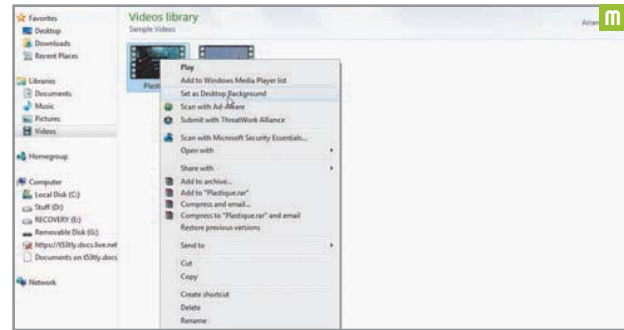 Favorites
Desktop
Downloads
Recent Places
Libraries
Documents
Music
Pictures
Videos
Homegroup
Computer
Local Disk (C:)
Stuff (D:)
RECOVERY (E:)
Removable Disk (G:)
Documents on
Network
Videos library
Sample Videos
m
Play
Add to Windows Media Player list
Set as Desktop Background
Scan with Ad-Aware
Submit with ThreatWork Alliance
Scan with Microsoft Security Essentials...
Open with
Share with
Add to archive...
Add to "Plastique.rar"
Compress and email...
Compress to "Plastique.rar" and email
Restore previous versions
Send to
Cut
Copy
Create shortcut
Delete
Rename